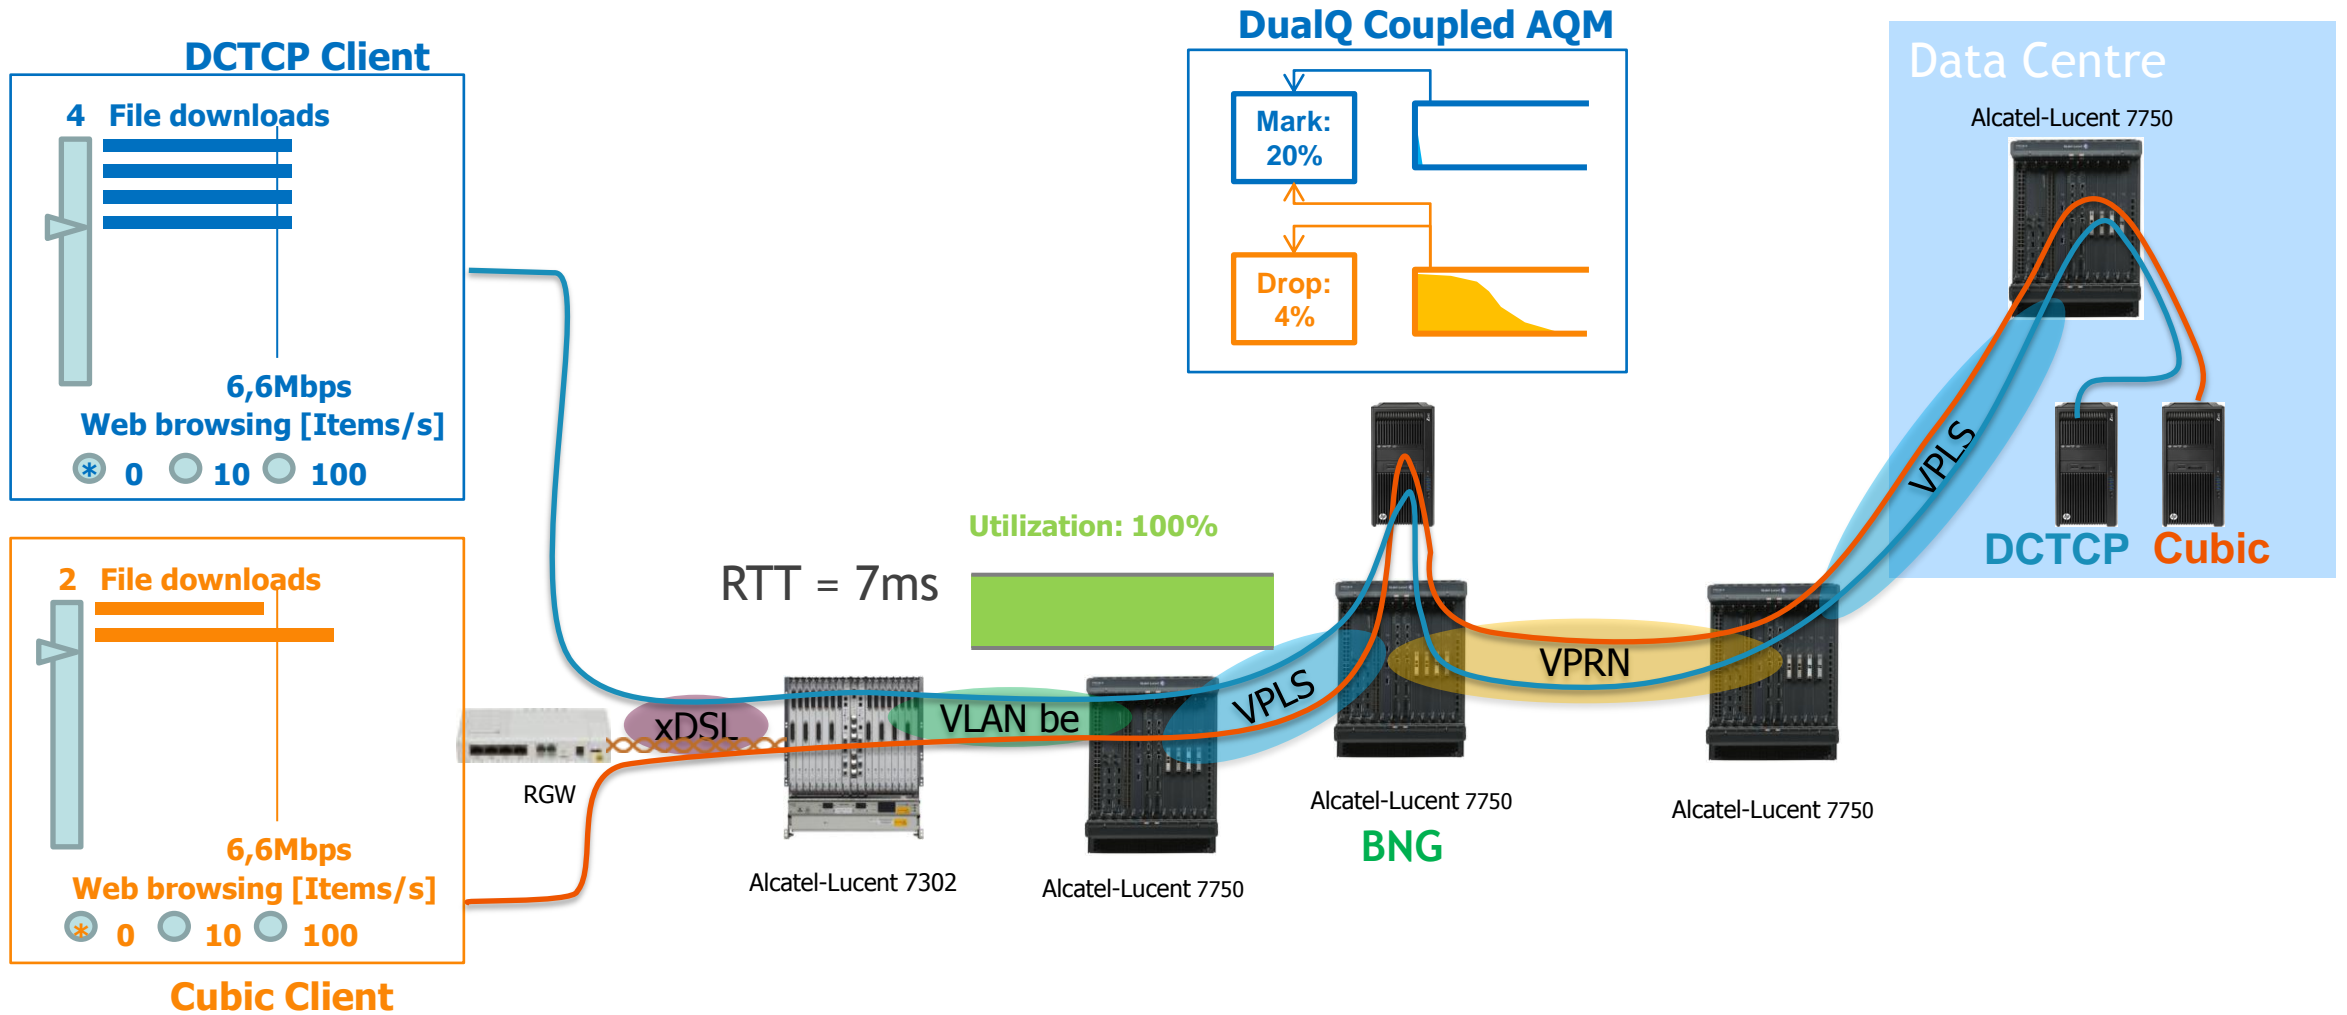 DualQ Coupled AQM
DCTCP Client
4 File downloads
6,6Mbps
Web browsing [Items/s]
* 0 10 100
Mark:
20%
Drop:
4%
Data Centre
Alcatel-Lucent 7750
VPLS
DCTCP Cubic
Utilization: 100%
RTT = 7ms
2 File downloads
6,6Mbps
Web browsing [Items/s]
* 0 10 100
Cubic Client
xDSL
VLAN be
VPLS
VPRN
RGW
Alcatel-Lucent 7302
Alcatel-Lucent 7750
Alcatel-Lucent 7750
BNG
Alcatel-Lucent 7750